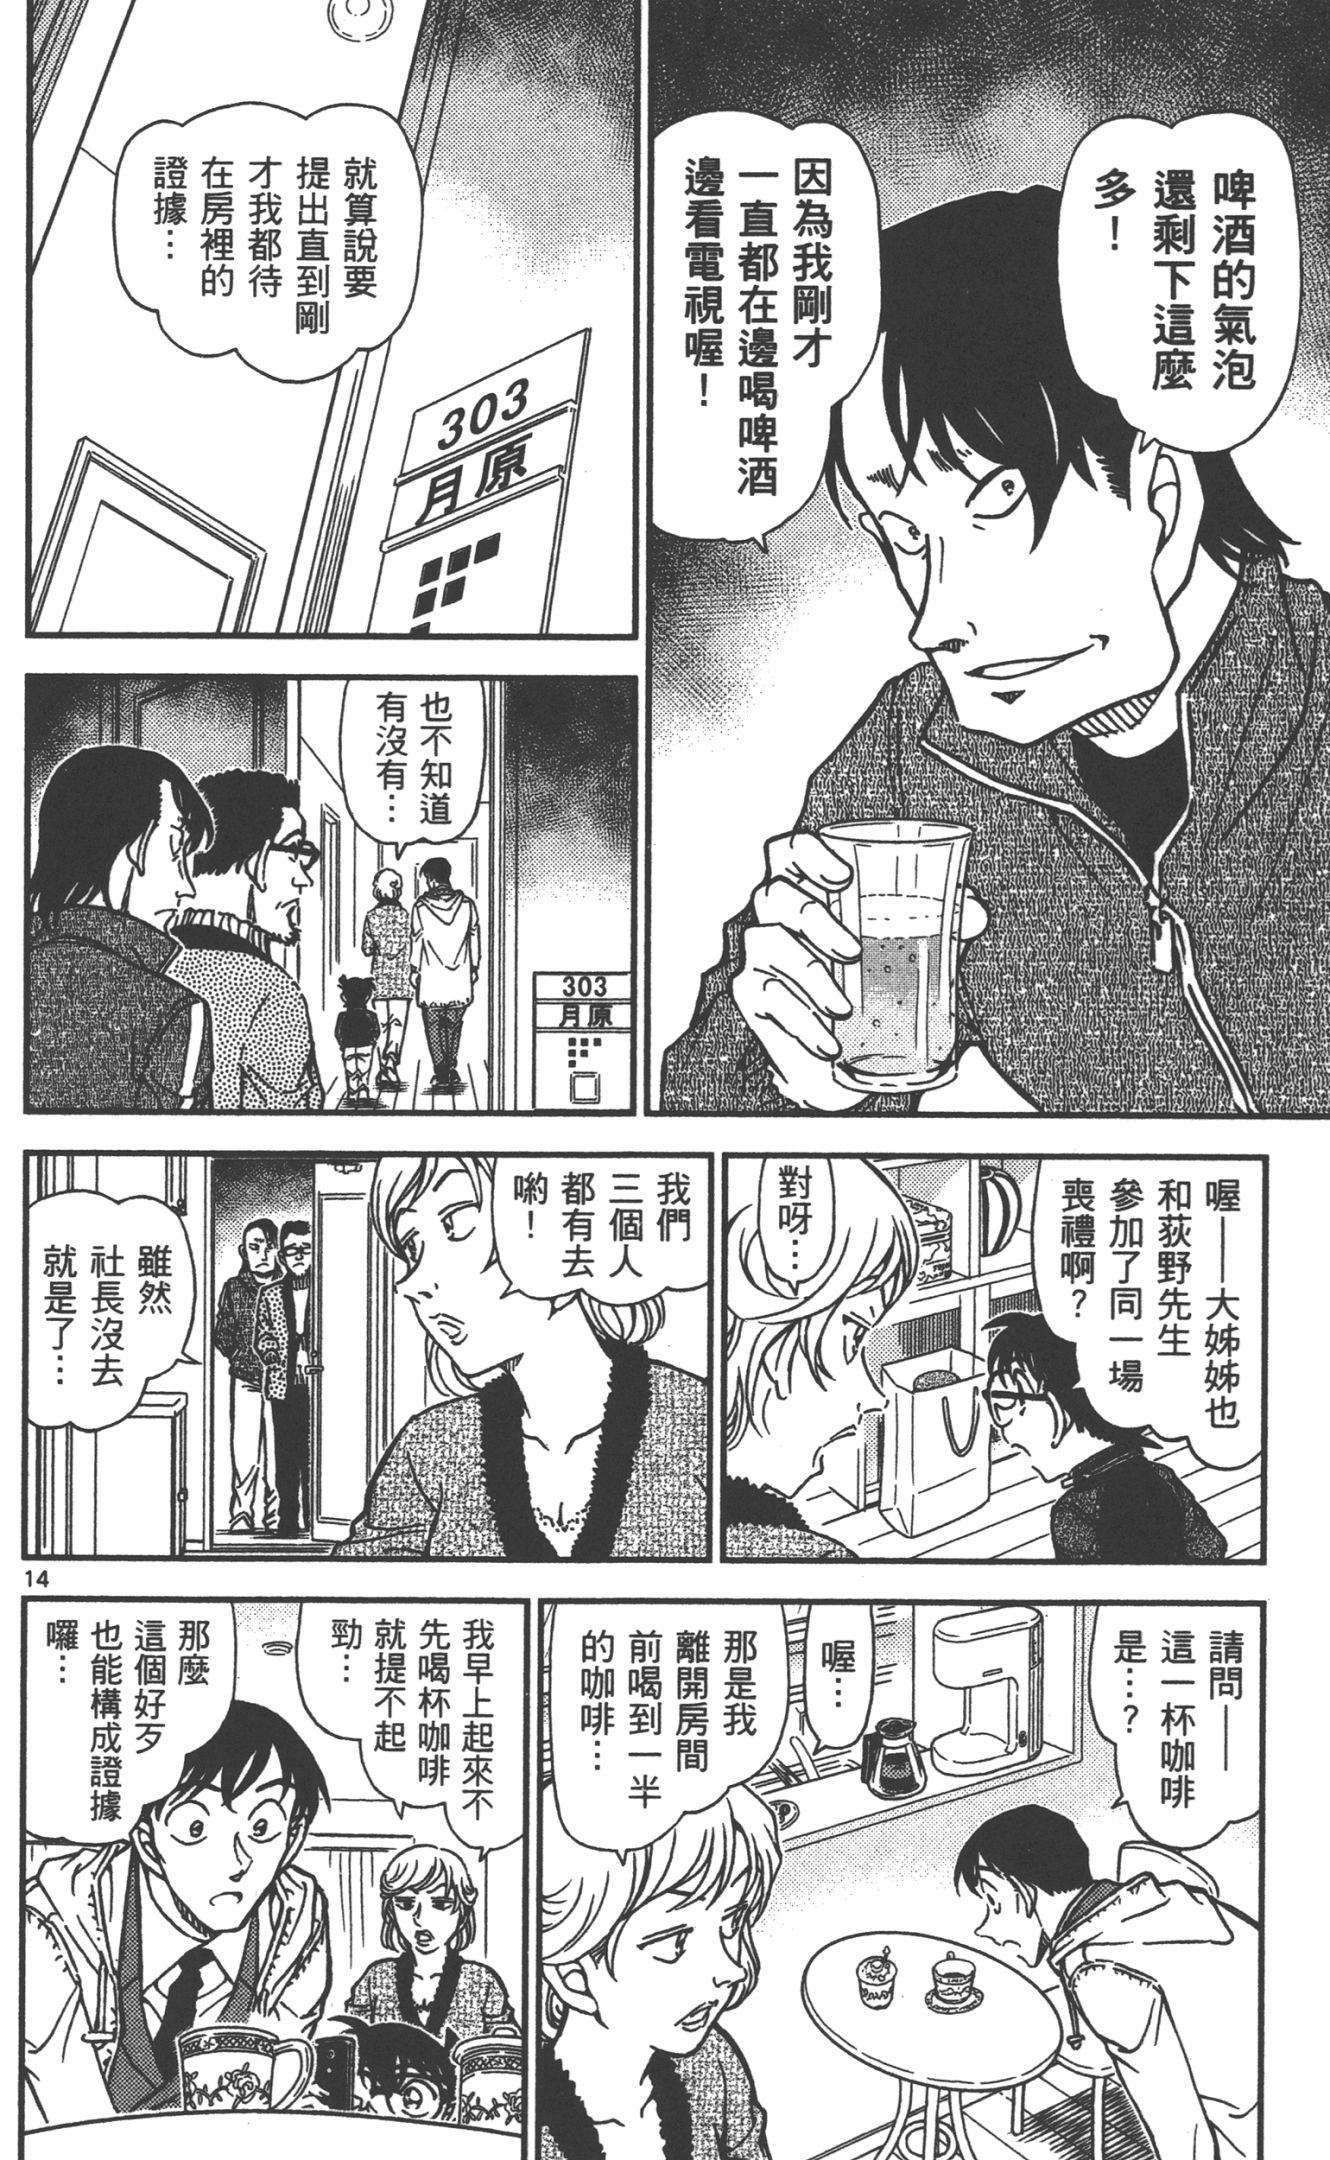 啤酒的氣泡
還剩下這麼
多！
因為我剛才
一直都在邊喝啤酒
邊看電視喔！
就算說要
提出直到剛
才我都待
在房裡的
證據…
303
月原
也不知道
有沒有…
303
月原
喔——大姊姊也
和荻野先生
參加了同一場
喪禮啊？
對呀…
我們
三個人
都有去
喲！
雖然
社長沒去
就是了…
14
請問——
這一杯咖啡
是…？
喔…
那是我
離開房間
前喝到一半
的咖啡…
我早上起來不
先喝杯咖啡
就提不起
勁…
那麼
這個好歹
也能構成證據
囉…